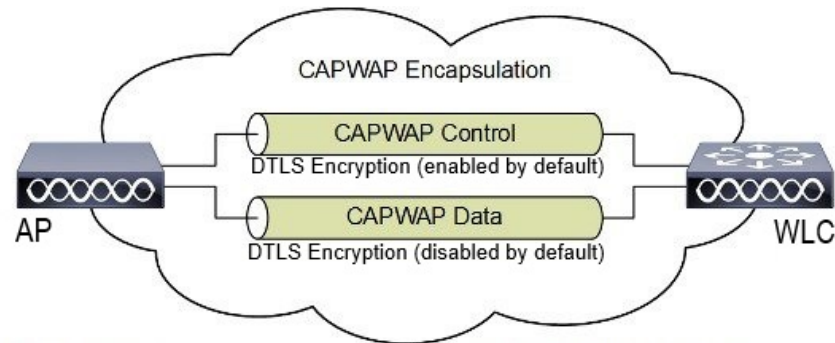 CAPWAP Encapsulation
CAPWAP Control
DTLS Encryption (enabled by default)
CAPWAP Data
DTLS Encryption (disabled by default)
AP
WLC